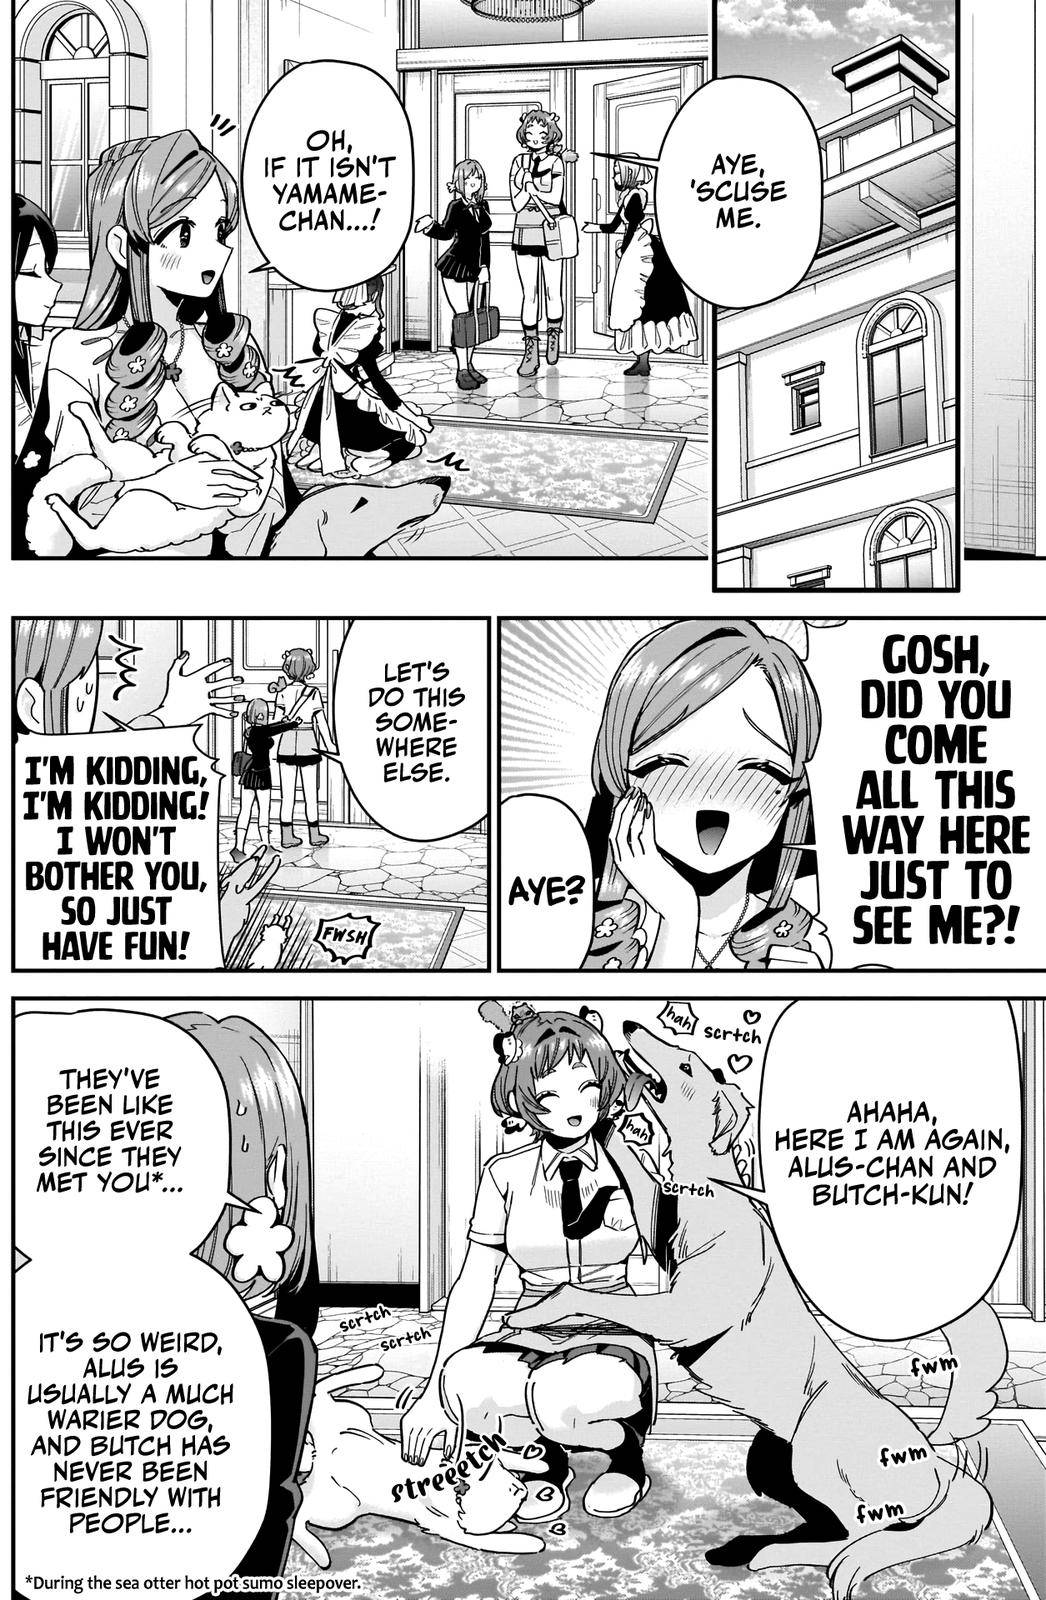 AYE,
'SCUSE
ME.
OH,
IF IT ISN'T
YAMAME-
CHAN...!
GOSH,
DID YOU
COME
ALL THIS
WAY HERE
JUST TO
SEE ME?!
AYE?
LET'S
DO THIS
SOME-
WHERE
ELSE.
I'M KIDDING,
I'M KIDDING!
I WON'T
BOTHER YOU,
SO JUST
HAVE FUN!
FWSH
AHAHA,
HERE I AM AGAIN,
ALUS-CHAN AND
BUTCH-KUN!
hah
scrtch
hah
scrtch
scrtch
scrtch
streeetch
fwm
fwm
fwm
THEY'VE
BEEN LIKE
THIS EVER
SINCE THEY
MET YOU*...
IT'S SO WEIRD,
ALUS IS
USUALLY A MUCH
WARIER DOG,
AND BUTCH HAS
NEVER BEEN
FRIENDLY WITH
PEOPLE...
*During the sea otter hot pot sumo sleepover.